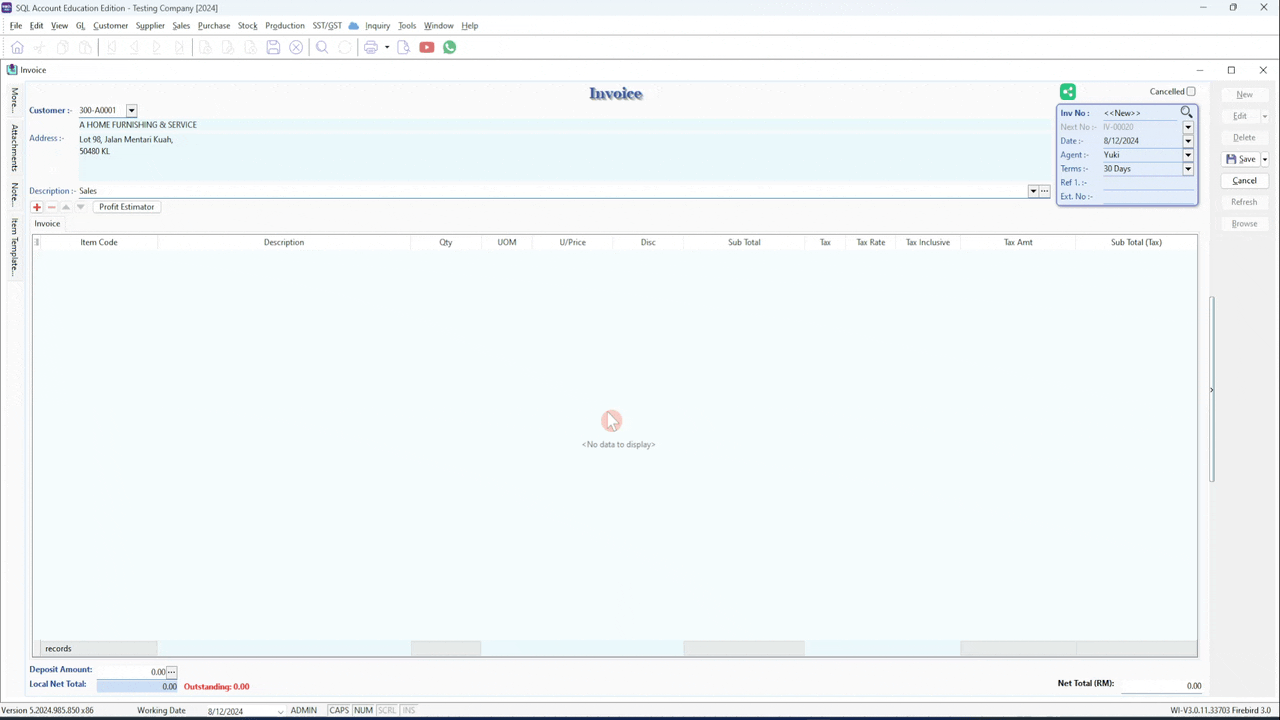 SQL Account Education Edition - Testing Company [2024]
File Edit View GL Customer Supplier Sales Purchase Stock Production SST/GST Inquiry Tools Window Help
Invoice
Invoice
Cancelled
New
More...
Customer :- 300-A0001
Inv No : <<New>>
Edit
A HOME FURNISHING & SERVICE
Next No :- IV-00020
Attachments
Address :- Lot 98, Jalan Mentari Kuah,
Date :- 8/12/2024
Delete
50480 KL
Agent :- Yuki
Save
Terms :- 30 Days
Note...
Ref 1. :-
Cancel
Description :- Sales
Ext. No :-
Refresh
Profit Estimator
Item Template...
Invoice
Browse
Item Code Description Qty UOM U/Price Disc Sub Total Tax Tax Rate Tax Inclusive Tax Amt Sub Total (Tax)
<No data to display>
records
Deposit Amount: 0.00
Local Net Total: 0.00 Outstanding: 0.00
Net Total (RM): 0.00
Version 5.2024.985.850 x86 Working Date 8/12/2024 ADMIN CAPS NUM SCRL INS WI-V3.0.11.33703 Firebird 3.0